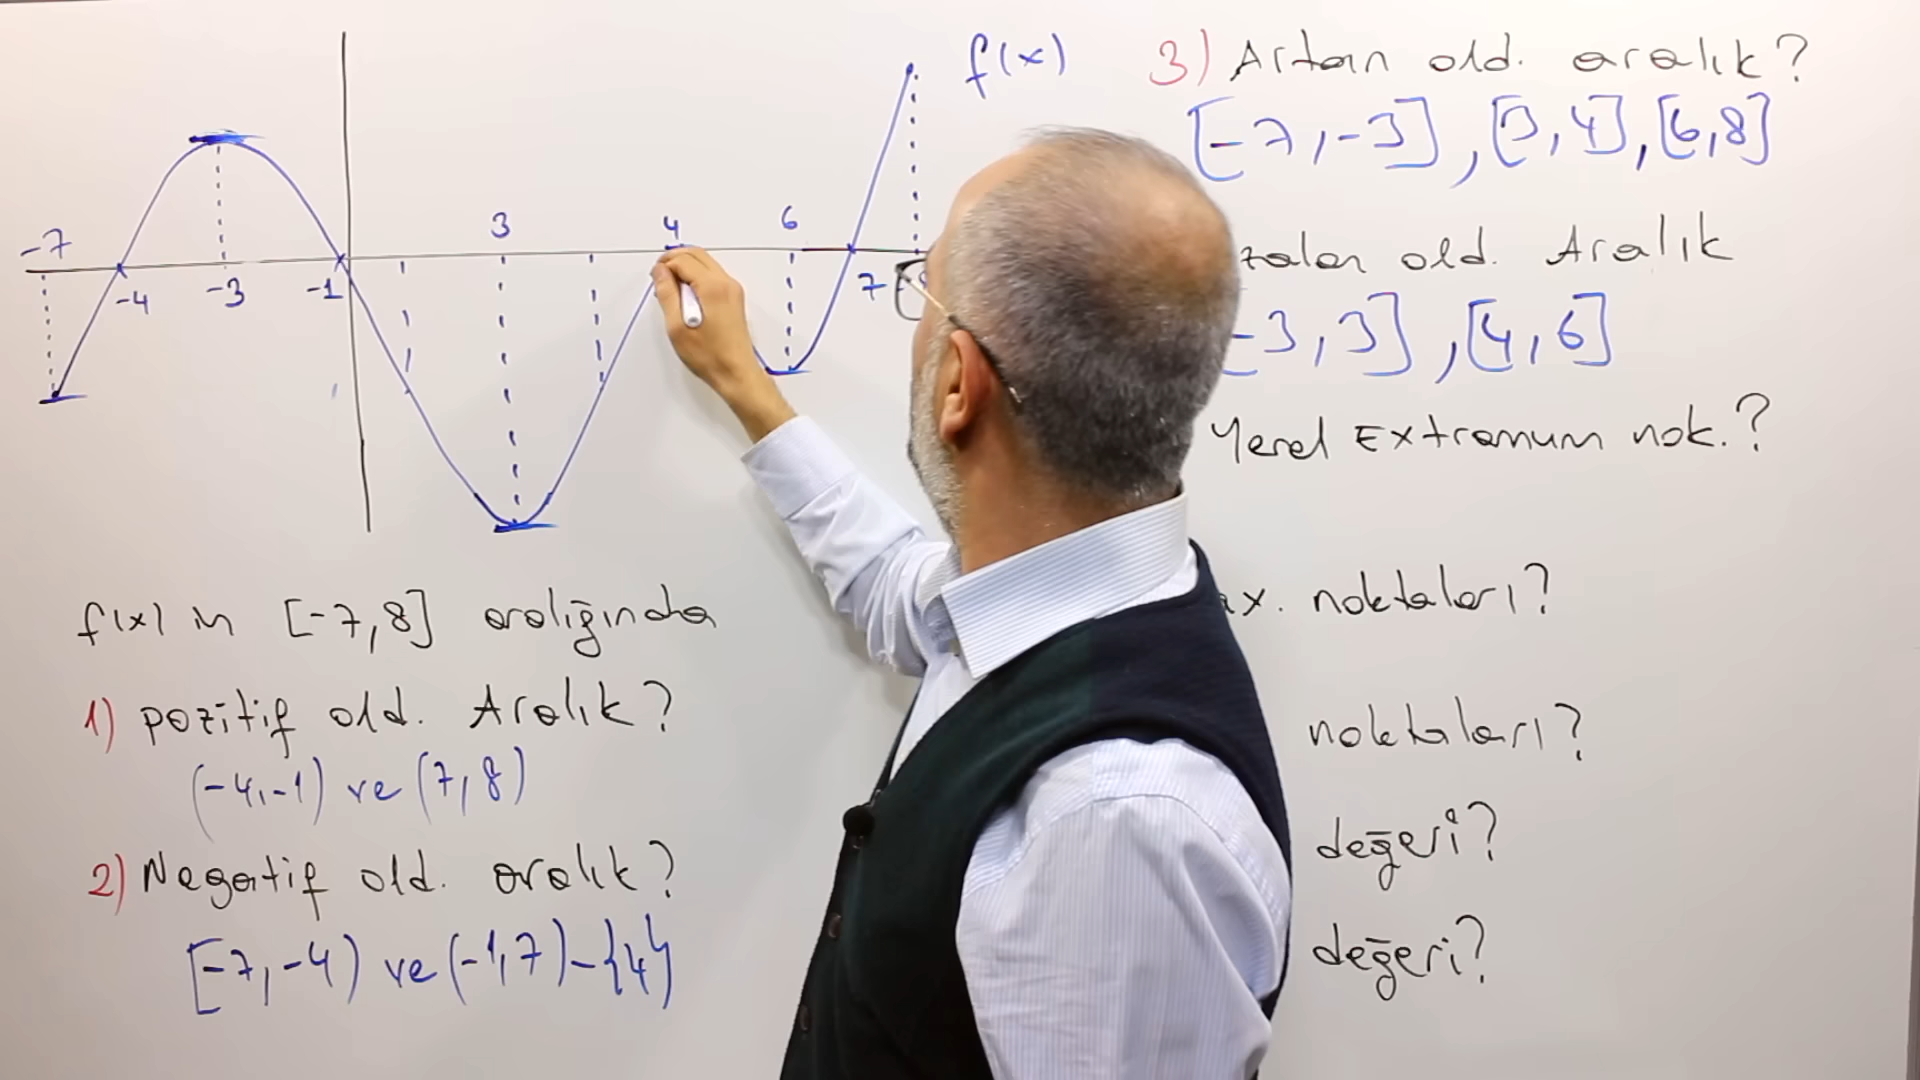 f(x)
-7 -4 -3 -1 3 4 6 7
f(x) in [-7,8] aralığında
1) pozitif old. Aralık?
(-4,-1) ve (7,8)
2) Negatif old. aralık?
[-7,-4) ve (-1,7)-{4}
3) Artan old. aralık?
[-7,-3], [3,4], [6,8]
zalan old. Aralık
-3,3], [4,6]
Yerel Extremum nok.?
ax. noktaları?
noktaları?
değeri?
değeri?